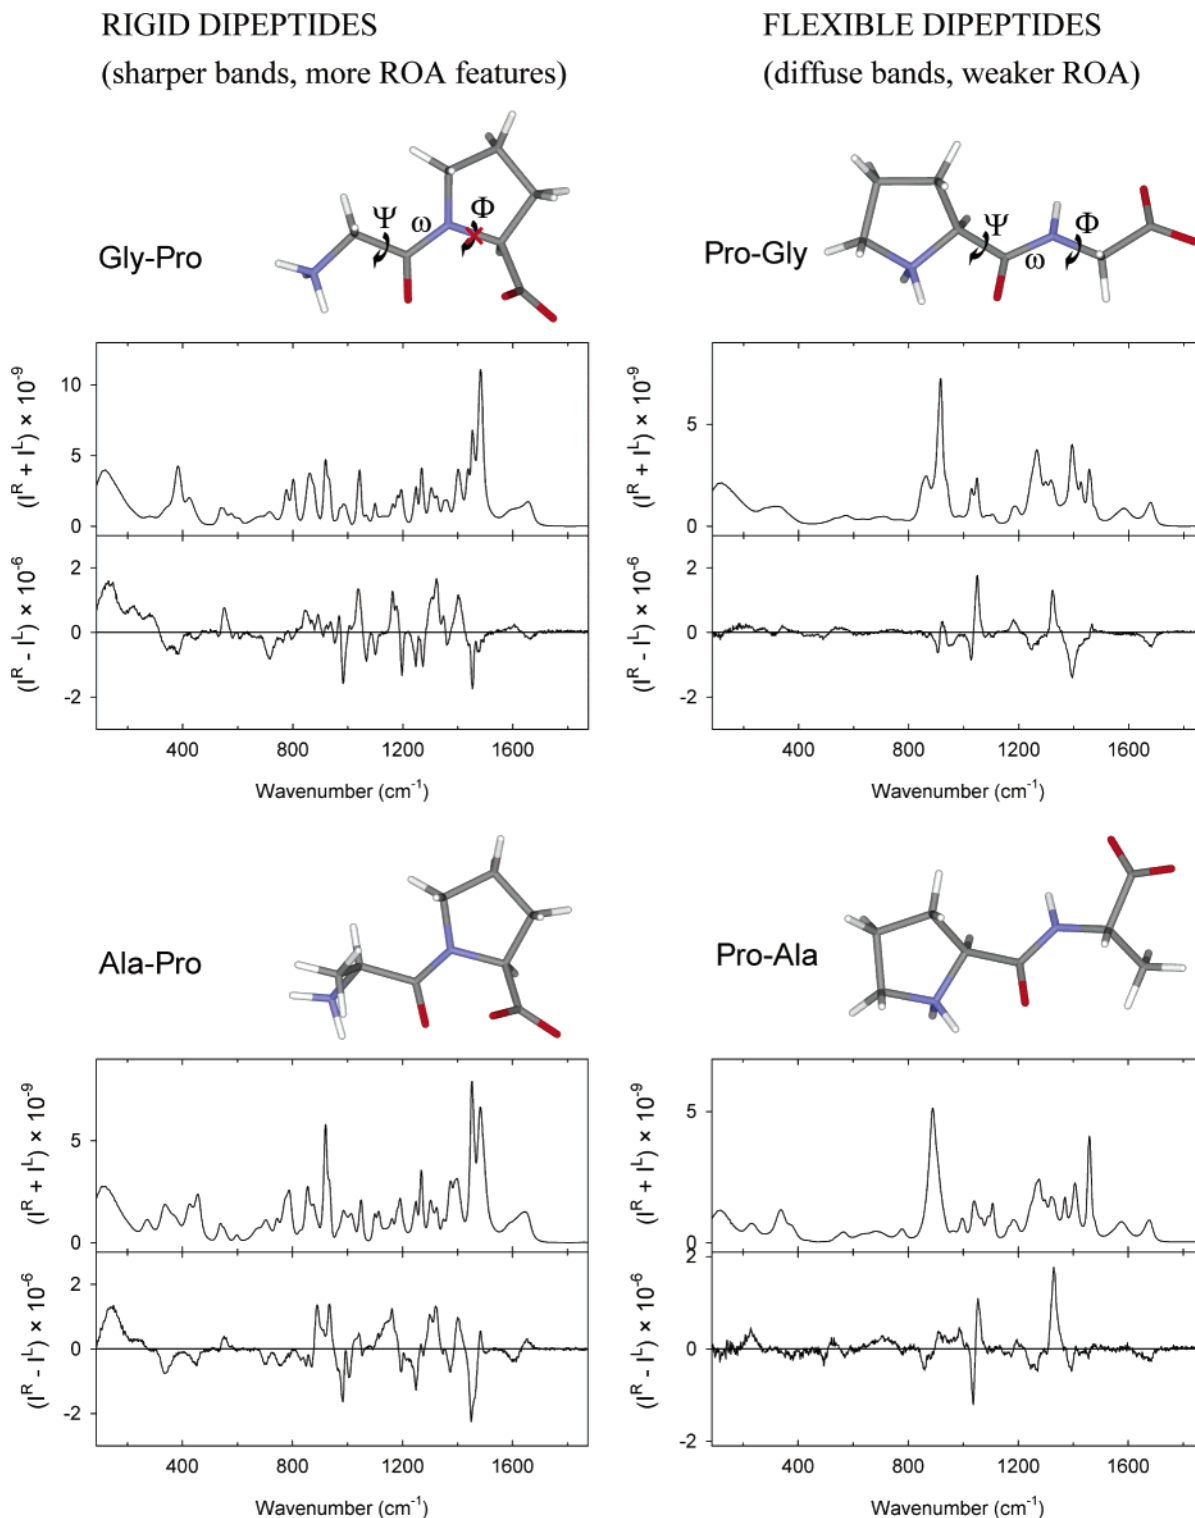 RIGID DIPEPTIDES
(sharper bands, more ROA features)
FLEXIBLE DIPEPTIDES
(diffuse bands, weaker ROA)
Gly-Pro
Ψ
ω
Φ
Pro-Gly
Ψ
ω
Φ
(I^R + I^L) × 10^-9
10
5
0
(I^R - I^L) × 10^-6
2
0
-2
400 800 1200 1600
Wavenumber (cm^-1)
(I^R + I^L) × 10^-9
5
0
(I^R - I^L) × 10^-6
2
0
-2
400 800 1200 1600
Wavenumber (cm^-1)
Ala-Pro
Pro-Ala
(I^R + I^L) × 10^-9
5
0
(I^R - I^L) × 10^-6
2
0
-2
400 800 1200 1600
Wavenumber (cm^-1)
(I^R + I^L) × 10^-9
5
0
(I^R - I^L) × 10^-6
2
0
-2
400 800 1200 1600
Wavenumber (cm^-1)